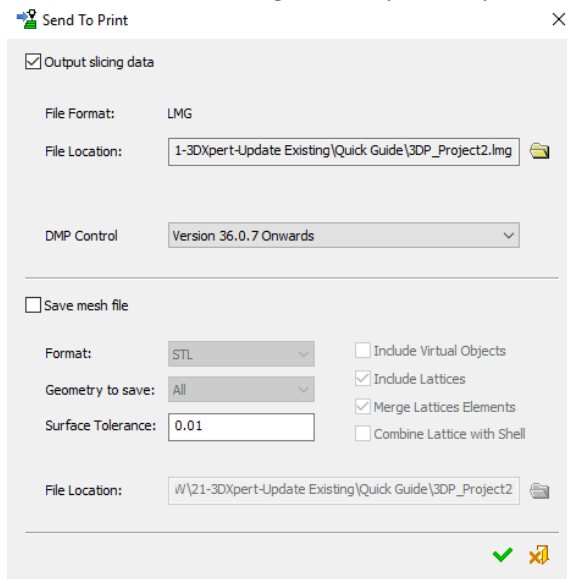 Send To Print
Output slicing data
File Format: LMG
File Location: 1-3DXpert-Update Existing\Quick Guide\3DP_Project2.lmg
DMP Control Version 36.0.7 Onwards
Save mesh file
Format: STL Include Virtual Objects
Include Lattices
Geometry to save: All
Merge Lattices Elements
Surface Tolerance: 0.01
Combine Lattice with Shell
File Location: W\21-3DXpert-Update Existing\Quick Guide\3DP_Project2